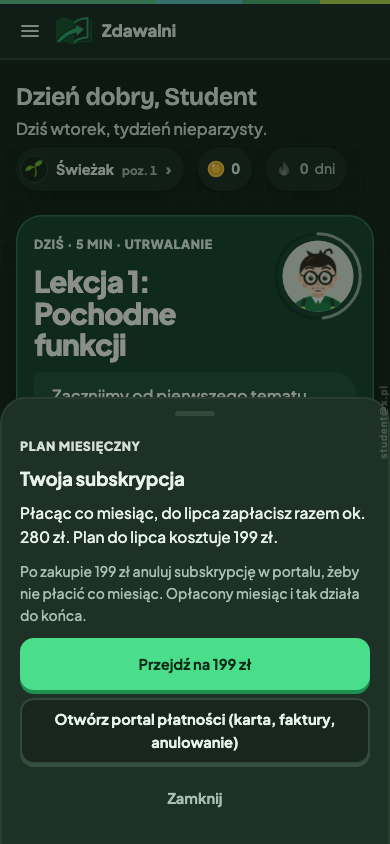 Zdawalni
Dzień dobry, Student
Dziś wtorek, tydzień nieparzysty.
Świeżak poz. 1 › 0 0 dni
DZIŚ · 5 MIN · UTRWALANIE
Lekcja 1:
Pochodne
funkcji
Zacznijmy od pierwszego tematu
student@x.pl
PLAN MIESIĘCZNY
Twoja subskrypcja
Płacąc co miesiąc, do lipca zapłacisz razem ok.
280 zł. Plan do lipca kosztuje 199 zł.
Po zakupie 199 zł anuluj subskrypcję w portalu, żeby
nie płacić co miesiąc. Opłacony miesiąc i tak działa
do końca.
Przejdź na 199 zł
Otwórz portal płatności (karta, faktury,
anulowanie)
Zamknij